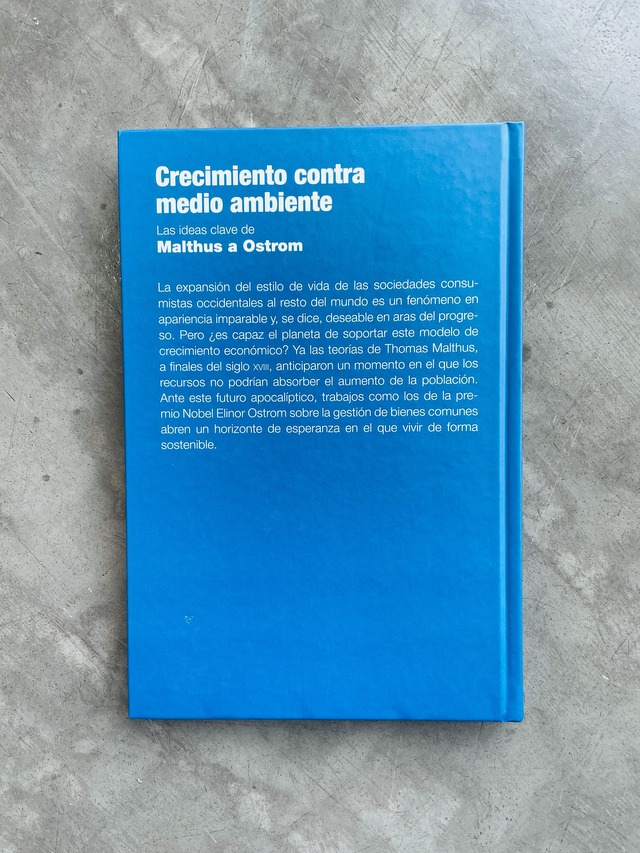 Crecimiento contra
medio ambiente
Las ideas clave de
Malthus a Ostrom
La expansión del estilo de vida de las sociedades consu-
mistas occidentales al resto del mundo es un fenómeno en
apariencia imparable y, se dice, deseable en aras del progre-
so. Pero ¿es capaz el planeta de soportar este modelo de
crecimiento económico? Ya las teorías de Thomas Malthus,
a finales del siglo XVIII, anticiparon un momento en el que los
recursos no podrían absorber el aumento de la población.
Ante este futuro apocalíptico, trabajos como los de la pre-
mio Nobel Elinor Ostrom sobre la gestión de bienes comunes
abren un horizonte de esperanza en el que vivir de forma
sostenible.